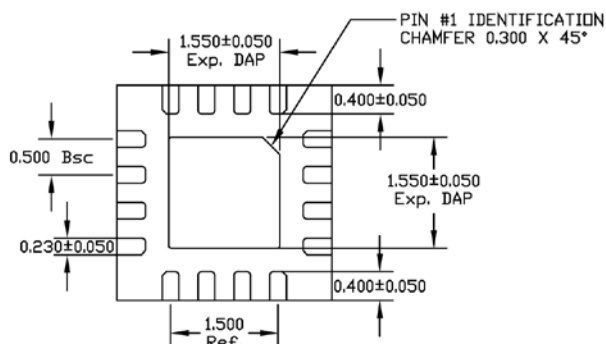 PIN #1 IDENTIFICATION
CHAMFER 0.300 X 45°
1.550±0.050
Exp. DAP
0.400±0.050
0.500 Bsc
1.550±0.050
Exp. DAP
0.230±0.050
0.400±0.050
1.500
Ref